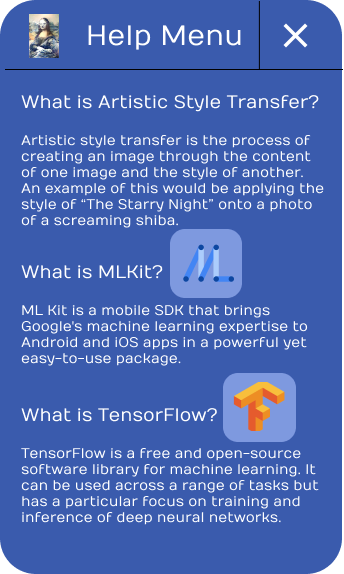 Help Menu
What is Artistic Style Transfer?
Artistic style transfer is the process of
creating an image through the content
of one image and the style of another.
An example of this would be applying the
style of “The Starry Night” onto a photo
of a screaming shiba.
What is MLKit?
ML Kit is a mobile SDK that brings
Google's machine learning expertise to
Android and iOS apps in a powerful yet
easy-to-use package.
What is TensorFlow?
TensorFlow is a free and open-source
software library for machine learning. It
can be used across a range of tasks but
has a particular focus on training and
inference of deep neural networks.